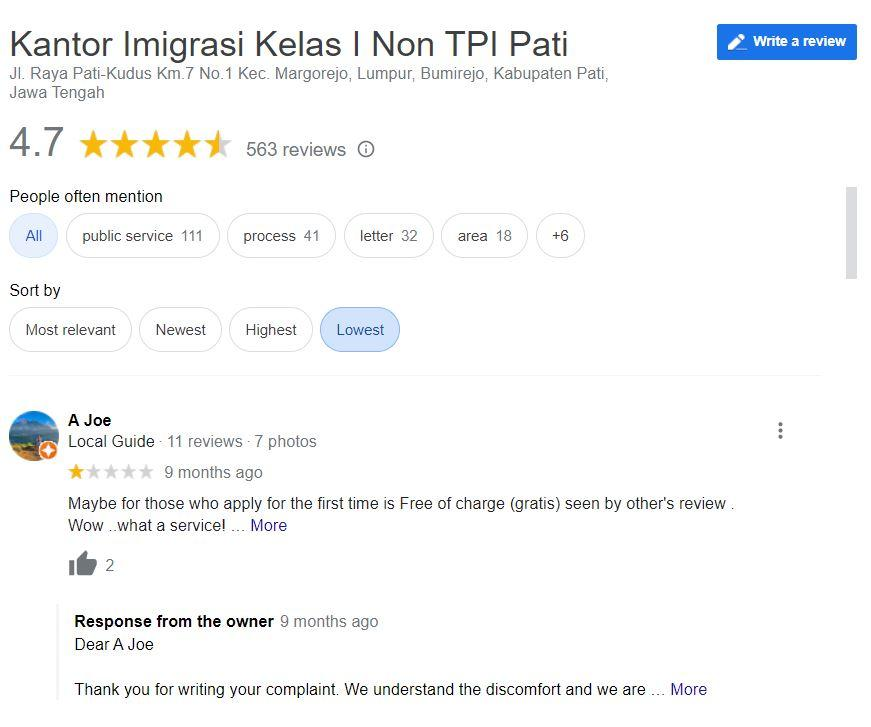 Kantor Imigrasi Kelas I Non TPI Pati
Write a review
Jl. Raya Pati-Kudus Km.7 No.1 Kec. Margorejo, Lumpur, Bumirejo, Kabupaten Pati,
Jawa Tengah
4.7 563 reviews
People often mention
All public service 111 process 41 letter 32 area 18 +6
Sort by
Most relevant Newest Highest Lowest
A Joe
Local Guide · 11 reviews · 7 photos
9 months ago
Maybe for those who apply for the first time is Free of charge (gratis) seen by other's review .
Wow ..what a service! ... More
2
Response from the owner 9 months ago
Dear A Joe
Thank you for writing your complaint. We understand the discomfort and we are ... More